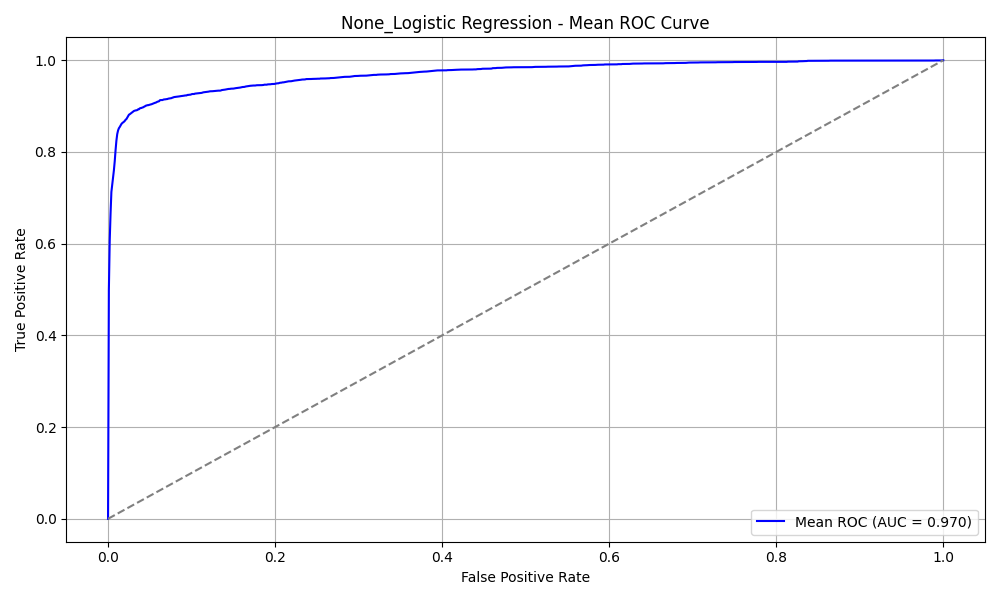 None_Logistic Regression - Mean ROC Curve
True Positive Rate
1.0
0.8
0.6
0.4
0.2
0.0
0.0 0.2 0.4 0.6 0.8 1.0
False Positive Rate
Mean ROC (AUC = 0.970)